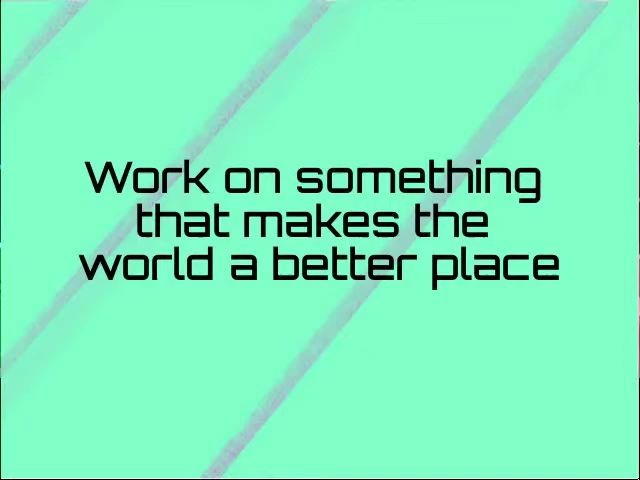 Work on something
that makes the
world a better place